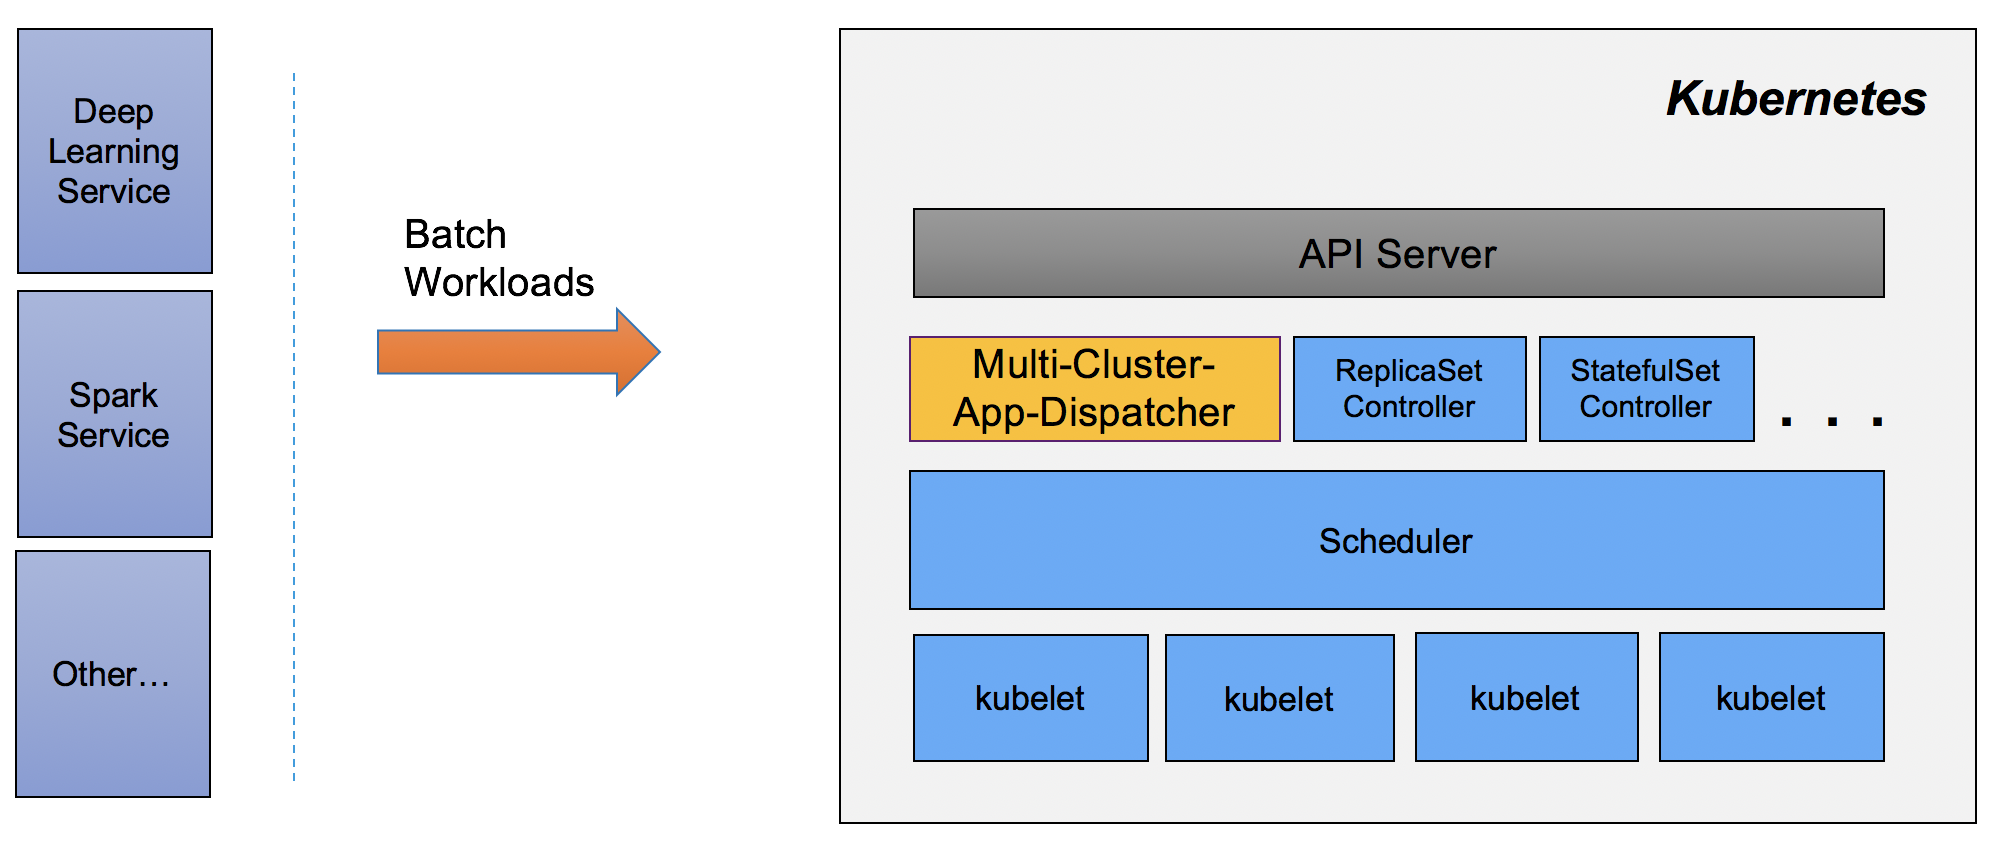 Deep
Learning
Service
Spark
Service
Other…
Batch
Workloads
Kubernetes
API Server
Multi-Cluster-
App-Dispatcher
ReplicaSet
Controller
StatefulSet
Controller
. . .
Scheduler
kubelet
kubelet
kubelet
kubelet